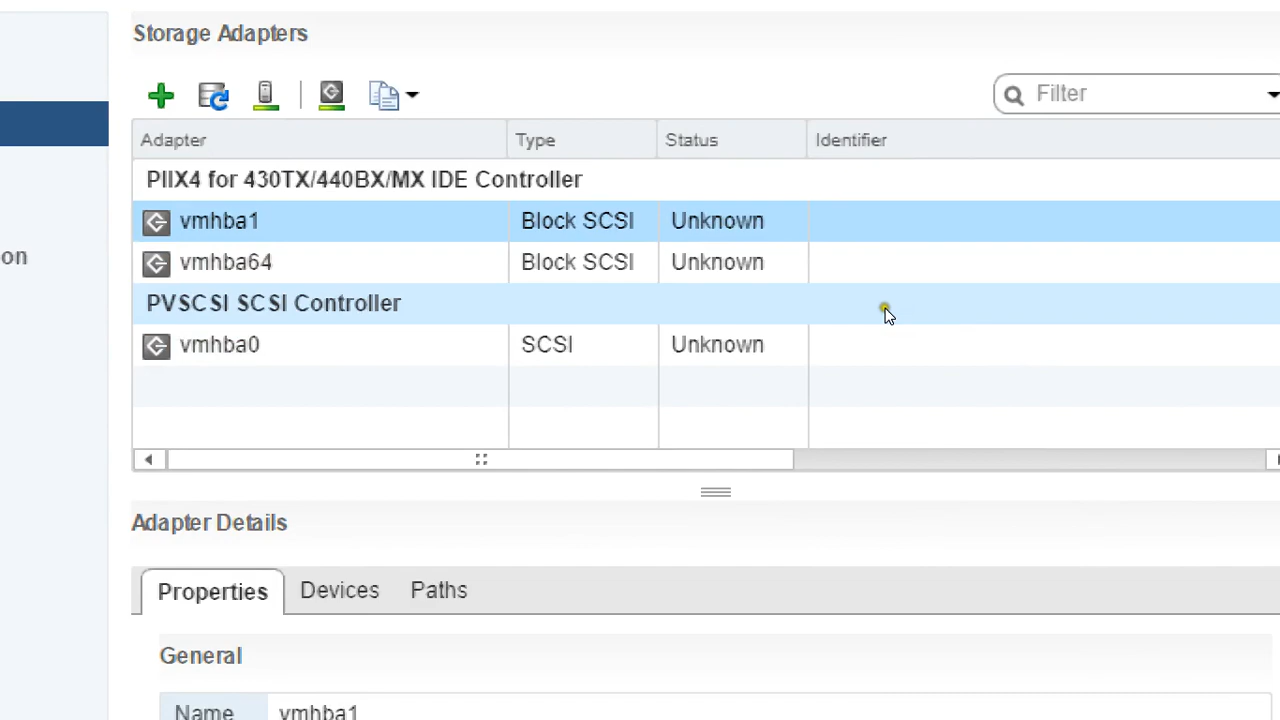 Storage Adapters
Filter
Adapter Type Status Identifier
PIIX4 for 430TX/440BX/MX IDE Controller
vmhba1 Block SCSI Unknown
vmhba64 Block SCSI Unknown
on
PVSCSI SCSI Controller
vmhba0 SCSI Unknown
Adapter Details
Properties Devices Paths
General
Name vmhba1